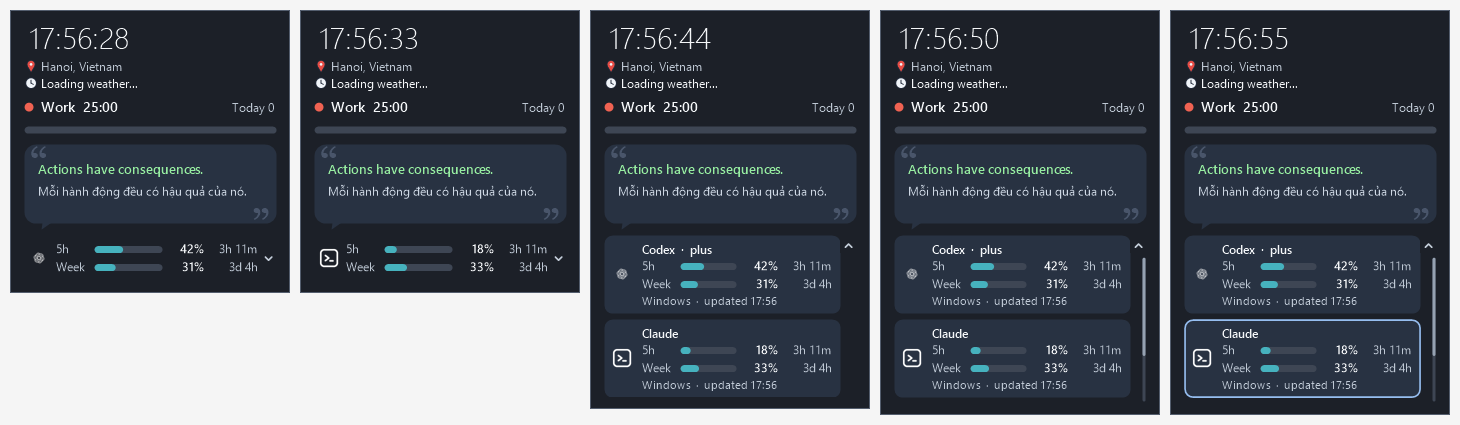 17:56:28
Hanoi, Vietnam
Loading weather...
Work 25:00 Today 0
Actions have consequences.
Mỗi hành động đều có hậu quả của nó.
5h 42% 3h 11m
Week 31% 3d 4h
17:56:33
Hanoi, Vietnam
Loading weather...
Work 25:00 Today 0
Actions have consequences.
Mỗi hành động đều có hậu quả của nó.
5h 18% 3h 11m
Week 33% 3d 4h
17:56:44
Hanoi, Vietnam
Loading weather...
Work 25:00 Today 0
Actions have consequences.
Mỗi hành động đều có hậu quả của nó.
Codex · plus
5h 42% 3h 11m
Week 31% 3d 4h
Windows · updated 17:56
Claude
5h 18% 3h 11m
Week 33% 3d 4h
Windows · updated 17:56
17:56:50
Hanoi, Vietnam
Loading weather...
Work 25:00 Today 0
Actions have consequences.
Mỗi hành động đều có hậu quả của nó.
Codex · plus
5h 42% 3h 11m
Week 31% 3d 4h
Windows · updated 17:56
Claude
5h 18% 3h 11m
Week 33% 3d 4h
Windows · updated 17:56
17:56:55
Hanoi, Vietnam
Loading weather...
Work 25:00 Today 0
Actions have consequences.
Mỗi hành động đều có hậu quả của nó.
Codex · plus
5h 42% 3h 11m
Week 31% 3d 4h
Windows · updated 17:56
Claude
5h 18% 3h 11m
Week 33% 3d 4h
Windows · updated 17:56